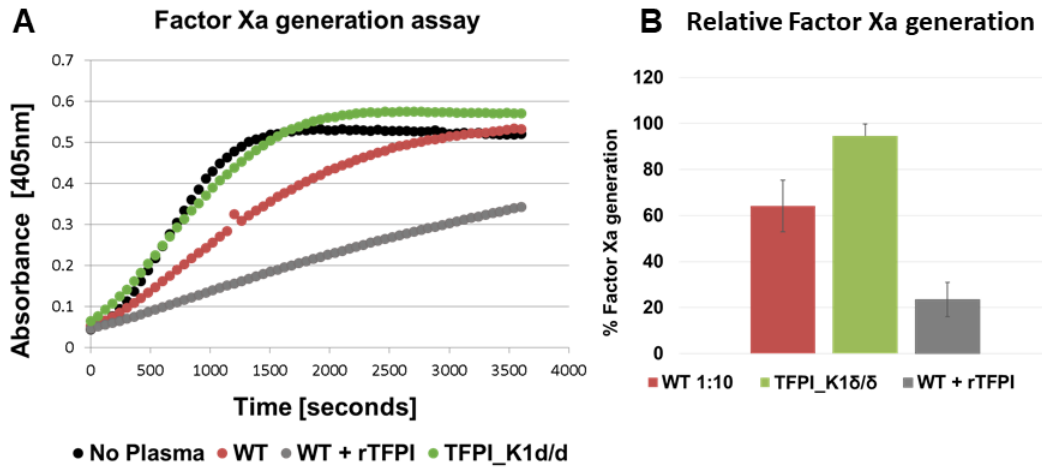 A
Factor Xa generation assay
Absorbance [405nm]
0.7
0.6
0.5
0.4
0.3
0.2
0.1
0
0 500 1000 1500 2000 2500 3000 3500 4000
Time [seconds]
No Plasma WT WT + rTFPI TFPI_K1d/d
B
Relative Factor Xa generation
% Factor Xa generation
120
100
80
60
40
20
0
WT 1:10 TFPI_K1δ/δ WT + rTFPI